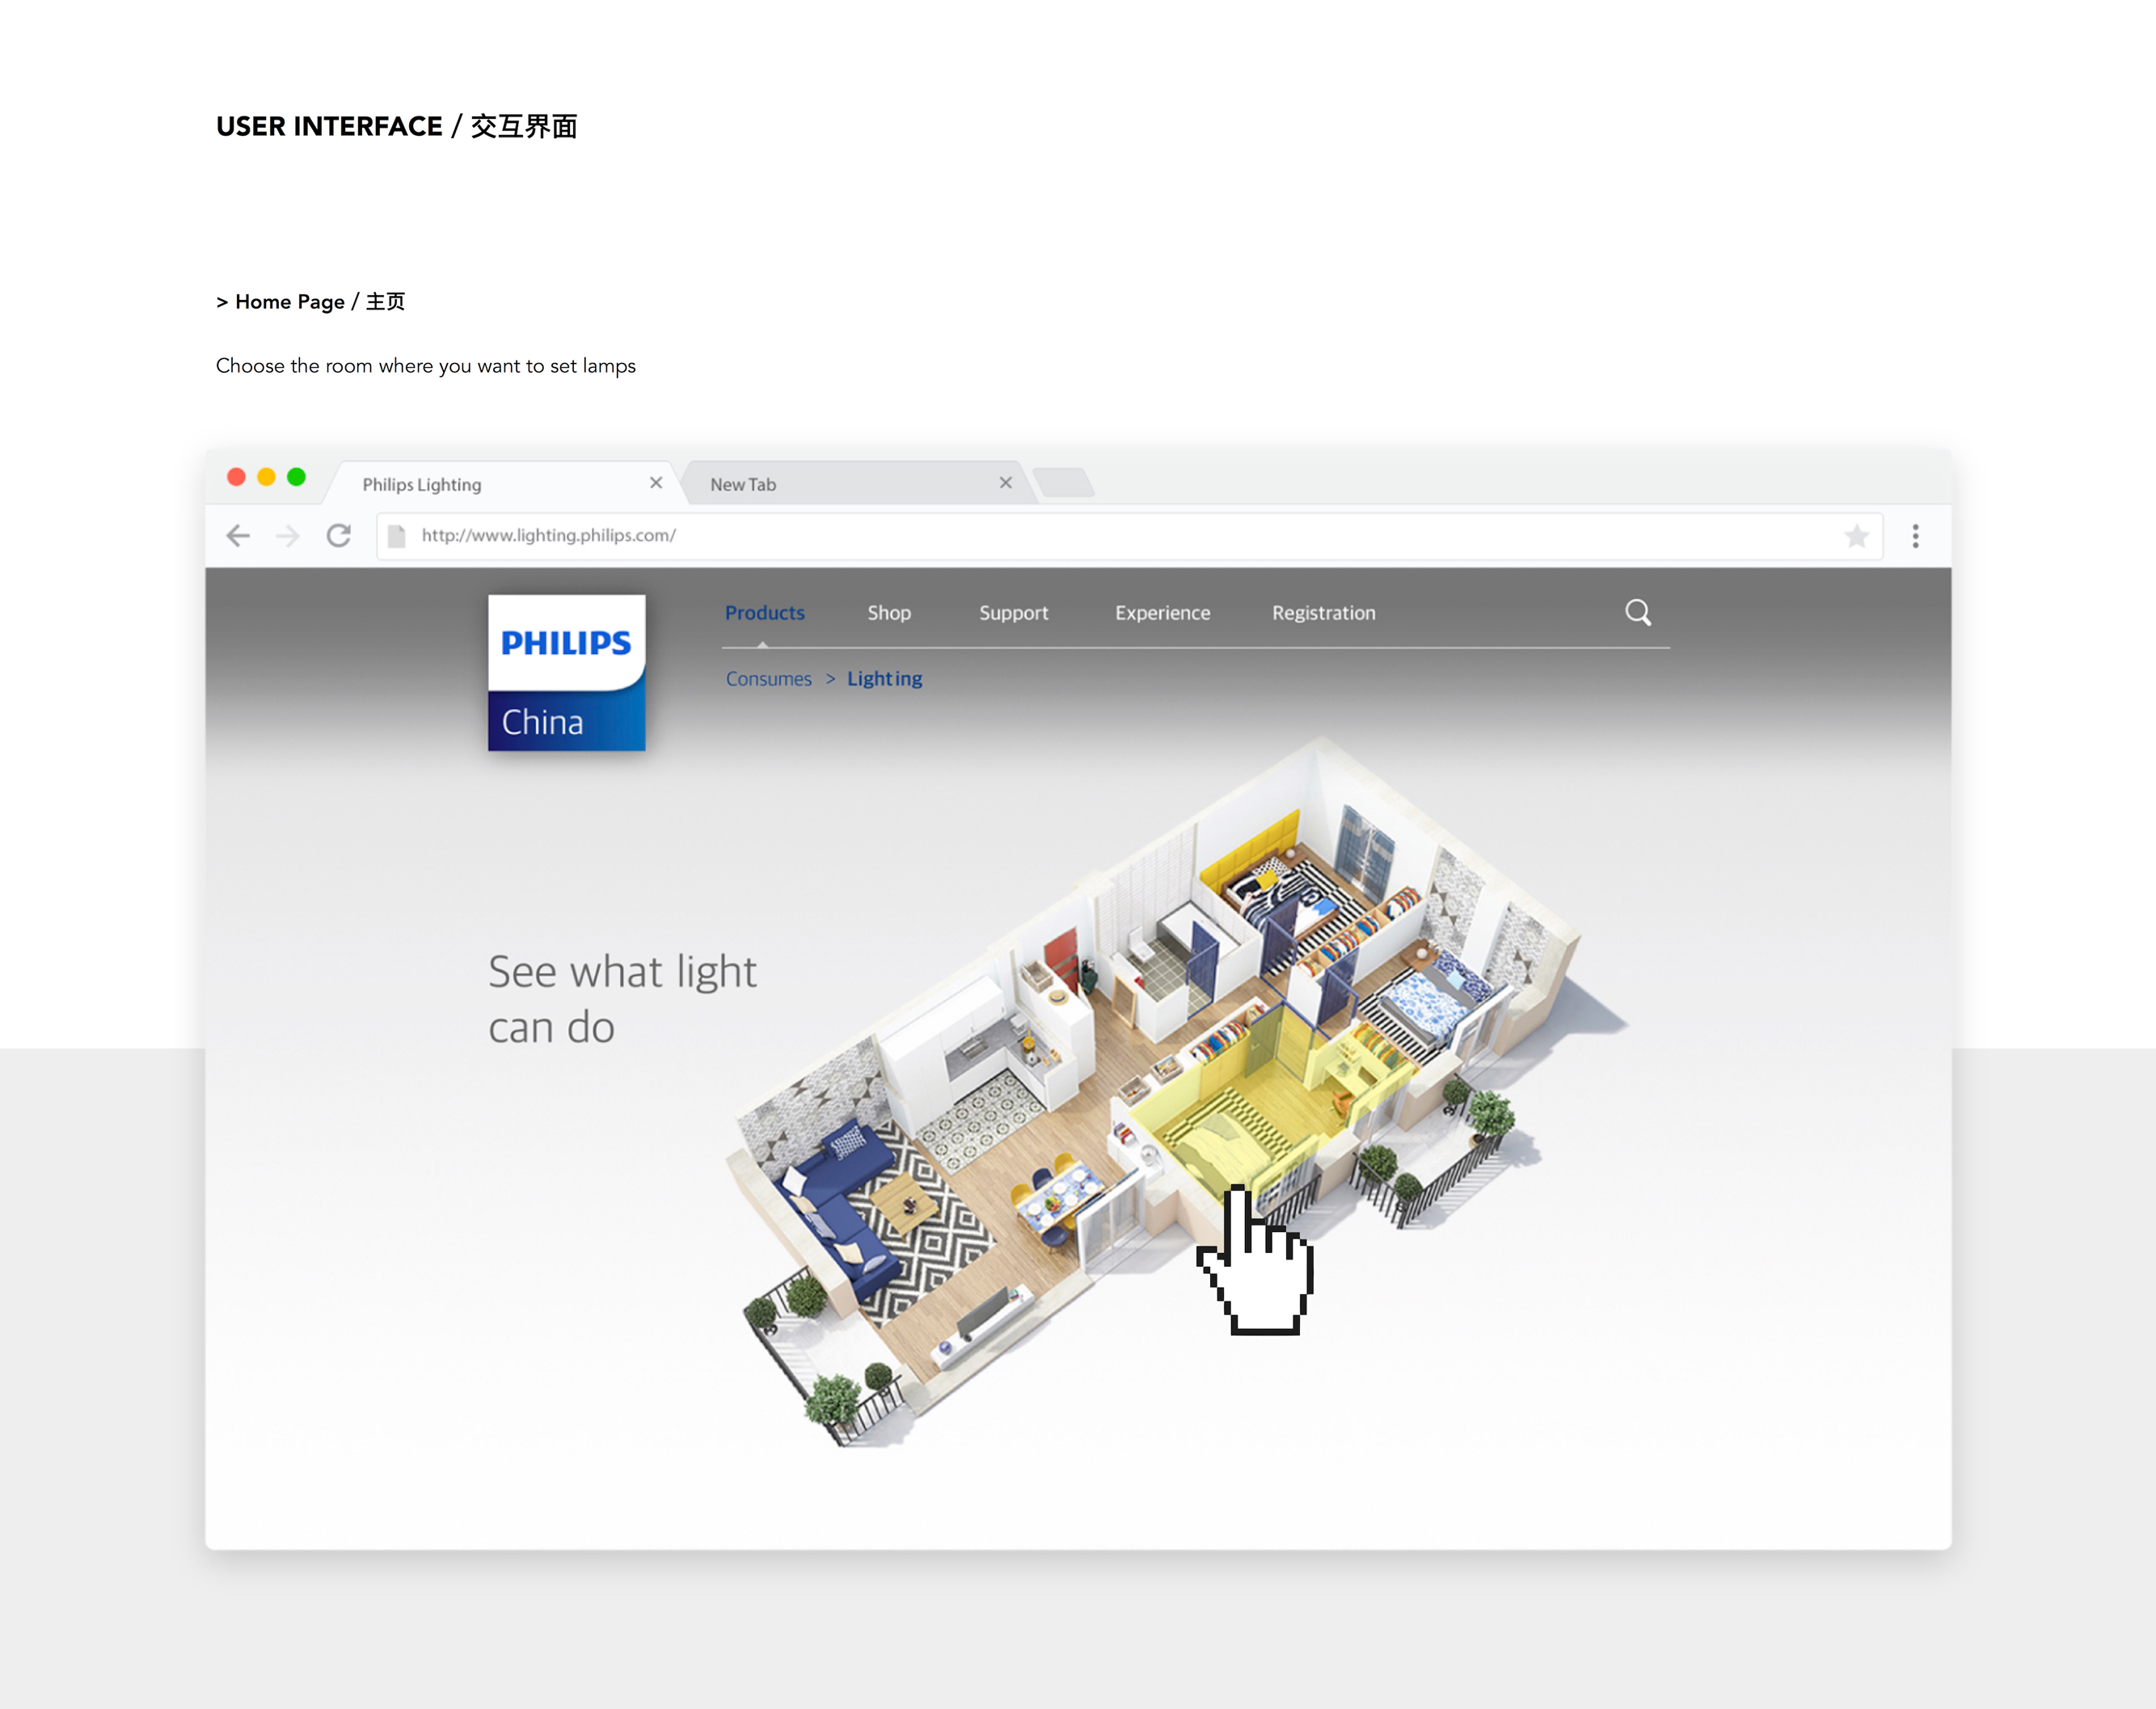 USER INTERFACE / 交互界面
> Home Page / 主页
Choose the room where you want to set lamps
Philips Lighting
New Tab
http://www.lighting.philips.com/
PHILIPS
China
Products
Shop
Support
Experience
Registration
Consumes > Lighting
See what light
can do